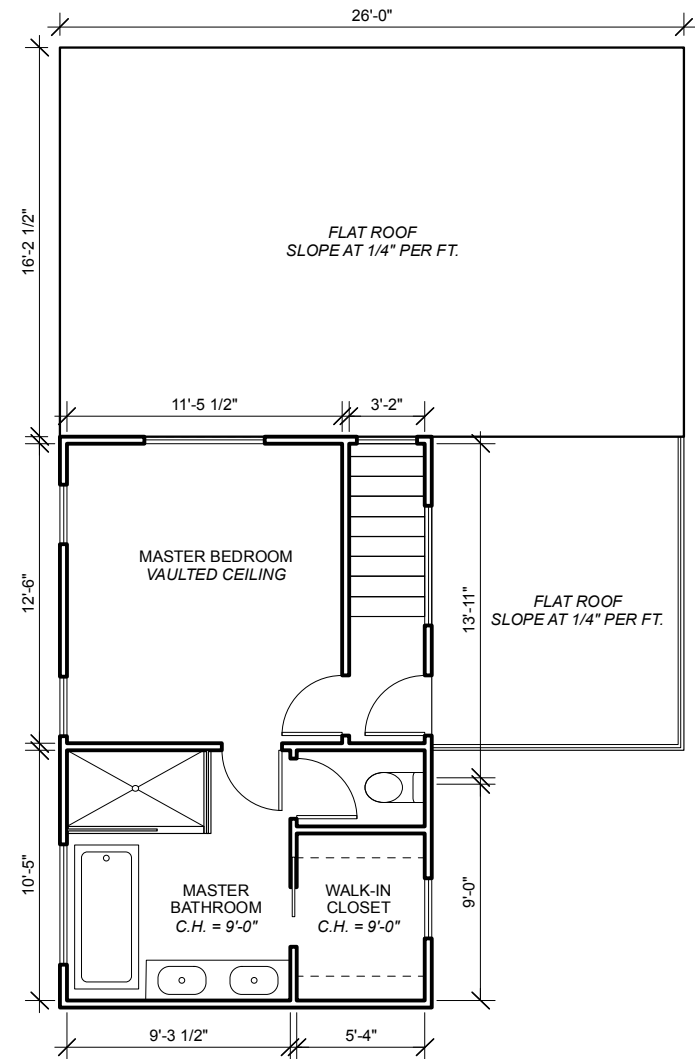 26'-0"
16'-2 1/2"
FLAT ROOF
SLOPE AT 1/4" PER FT.
11'-5 1/2"
3'-2"
12'-6"
MASTER BEDROOM
VAULTED CEILING
13'-11"
FLAT ROOF
SLOPE AT 1/4" PER FT.
10'-5"
MASTER
BATHROOM
C.H. = 9'-0"
WALK-IN
CLOSET
C.H. = 9'-0"
9'-0"
9'-3 1/2"
5'-4"